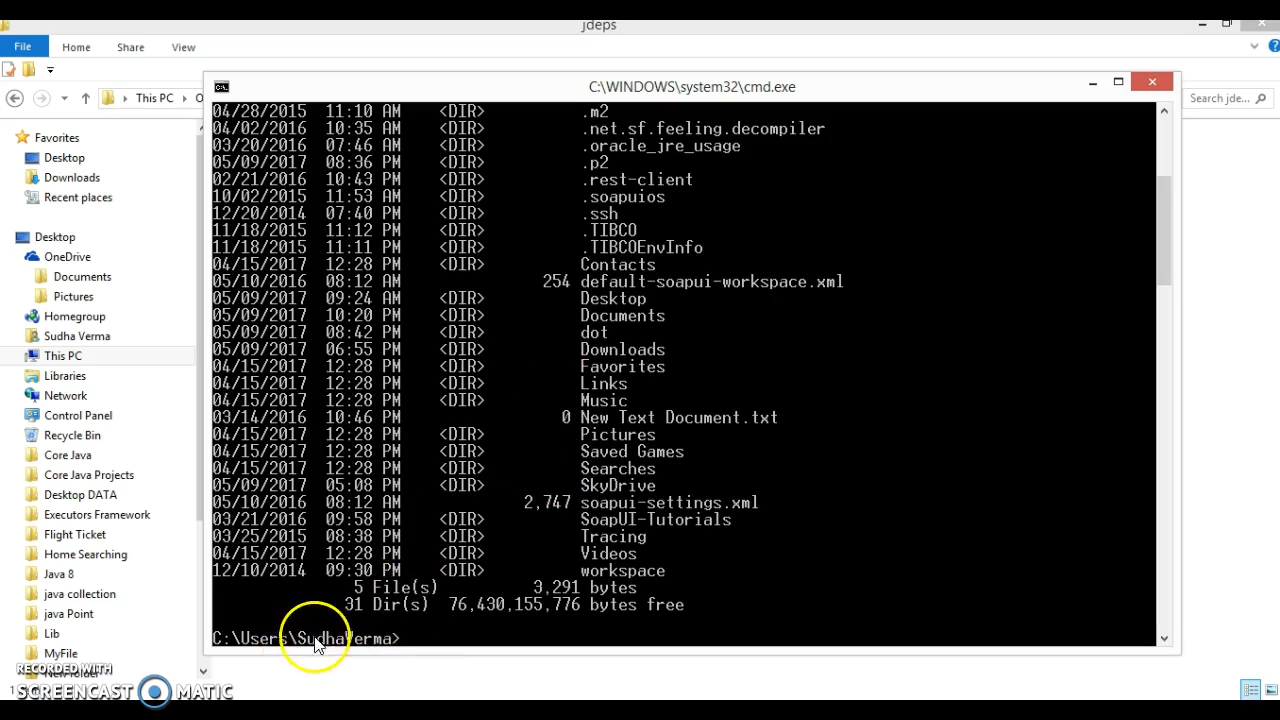 jdeps
File Home Share View
This PC
Search jde...
C:\WINDOWS\system32\cmd.exe
Favorites
Desktop
Downloads
Recent places
Desktop
OneDrive
Documents
Pictures
Homegroup
Sudha Verma
This PC
Libraries
Network
Control Panel
Recycle Bin
Core Java
Core Java Projects
Desktop DATA
Executors Framework
Flight Ticket
Home Searching
Java 8
java collection
java Point
Lib
MyFile
NewFolder
04/28/2015 11:10 AM <DIR> .m2
04/02/2016 10:35 AM <DIR> .net.sf.feeling.decompiler
03/20/2016 07:46 AM <DIR> .oracle_jre_usage
05/09/2017 08:36 PM <DIR> .p2
02/21/2016 10:43 PM <DIR> .rest-client
10/02/2015 11:53 AM <DIR> .soapuios
12/20/2014 07:40 PM <DIR> .ssh
11/18/2015 11:12 PM <DIR> .TIBCO
11/18/2015 11:11 PM <DIR> .TIBCOEnvInfo
04/15/2017 12:28 PM <DIR> Contacts
05/10/2016 08:12 AM 254 default-soapui-workspace.xml
05/09/2017 09:24 AM <DIR> Desktop
05/09/2017 10:20 PM <DIR> Documents
05/09/2017 08:42 PM <DIR> dot
05/09/2017 06:55 PM <DIR> Downloads
04/15/2017 12:28 PM <DIR> Favorites
04/15/2017 12:28 PM <DIR> Links
04/15/2017 12:28 PM <DIR> Music
03/14/2016 10:46 PM 0 New Text Document.txt
04/15/2017 12:28 PM <DIR> Pictures
04/15/2017 12:28 PM <DIR> Saved Games
04/15/2017 12:28 PM <DIR> Searches
05/09/2017 05:08 PM <DIR> SkyDrive
05/10/2016 08:12 AM 2,747 soapui-settings.xml
03/21/2016 09:58 PM <DIR> SoapUI-Tutorials
03/25/2015 08:38 PM <DIR> Tracing
04/15/2017 12:28 PM <DIR> Videos
12/10/2014 09:30 PM <DIR> workspace
5 File(s) 3,291 bytes
31 Dir(s) 76,430,155,776 bytes free
C:\Users\SudhaVerma>
RECORDED WITH
SCREENCAST MATIC